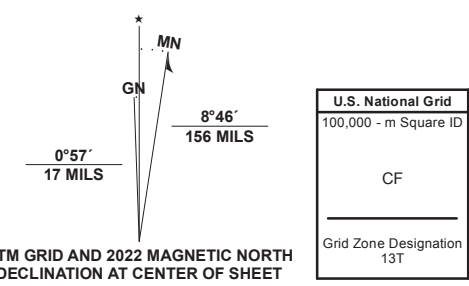 ★
MN
GN
8°46´
156 MILS
0°57´
17 MILS
TM GRID AND 2022 MAGNETIC NORTH
DECLINATION AT CENTER OF SHEET
U.S. National Grid
100,000 - m Square ID
CF
Grid Zone Designation
13T